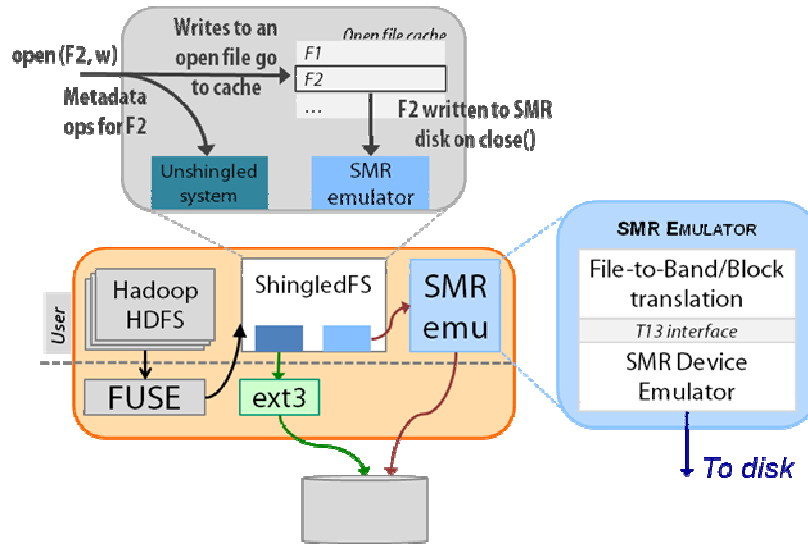 Open file cache
Writes to an
open file go
to cache
open (F2, w)
F1
F2
...
Metadata
ops for F2
F2 written to SMR
disk on close()
Unshingled
system
SMR
emulator
SMR EMULATOR
File-to-Band/Block
translation
T13 interface
SMR Device
Emulator
To disk
User
Hadoop
HDFS
ShingledFS
SMR
emu
FUSE
ext3